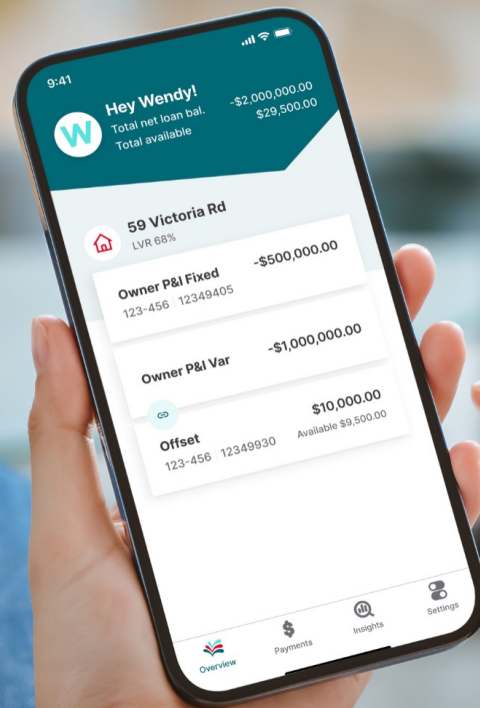 9:41
W
Hey Wendy!
Total net loan bal. -$2,000,000.00
Total available $29,500.00
59 Victoria Rd
LVR 68%
Owner P&I Fixed -$500,000.00
123-456 12349405
Owner P&I Var -$1,000,000.00
Offset $10,000.00
123-456 12349930 Available $9,500.00
Overview Payments Insights Settings